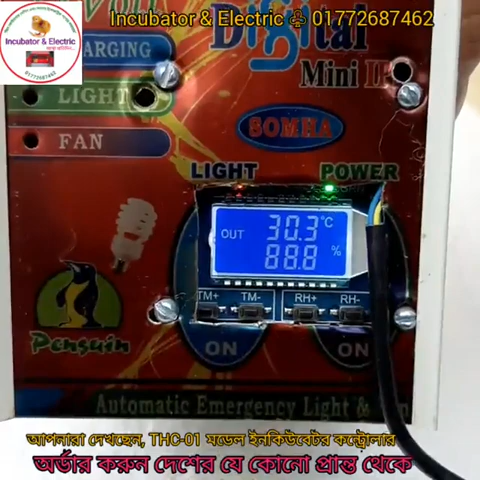 Incubator & Electric 01772687462
Incubator & Electric
01772687462
ARGING
Digital
Mini II
LIGHT
FAN
SOMHA
LIGHT
POWER
OUT 30.3 °C
88.8 %
TM+ TM- RH+ RH-
ON
ON
Penguin
Automatic Emergency Light &
আপনারা দেখছেন, THC-01 মডেল ইনকিউবেটর কন্ট্রোলার
অর্ডার করুন দেশের যে কোনো প্রান্ত থেকে